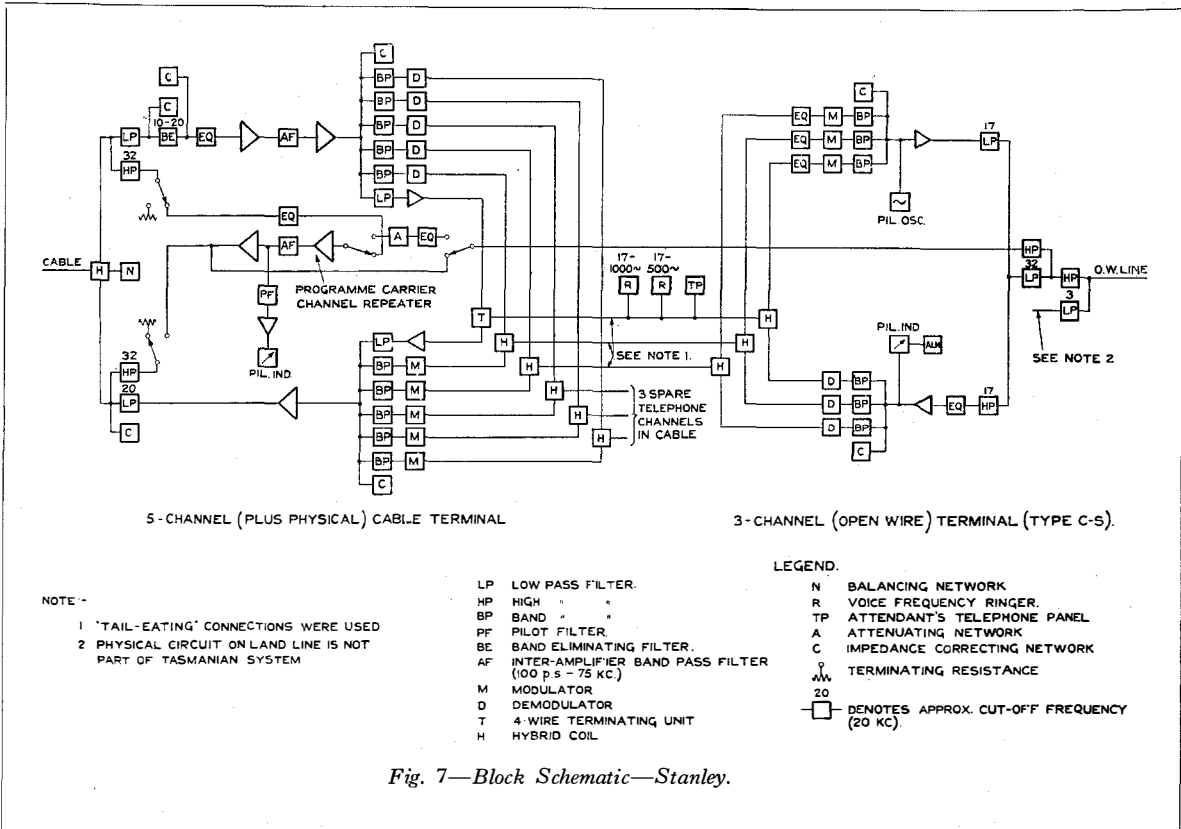 C
C
C
BP D
BP D
BP D
BP D
BP D
LP
10-20
LP BE EQ AF
32
HP
EQ
A EQ
AF
CABLE
H N
PROGRAMME CARRIER
CHANNEL REPEATER
PF
PIL. IND.
32
HP
20
LP
C
T
H
H
H
H
H
LP
BP M
BP M
BP M
BP M
BP M
C
17-
1000~
R
17-
500~
R
TP
SEE NOTE 1.
3 SPARE
TELEPHONE
CHANNELS
IN CABLE
H
H
H
C
EQ M BP
EQ M BP
EQ M BP
17
LP
~
PIL. OSC.
HP
32
LP
HP
O.W. LINE
3
LP
SEE NOTE 2
PIL. IND
ALM
D BP
D BP
D BP
EQ
17
HP
C
5-CHANNEL (PLUS PHYSICAL) CABLE TERMINAL
3-CHANNEL (OPEN WIRE) TERMINAL (TYPE C-S).
NOTE:-
1 'TAIL-EATING' CONNECTIONS WERE USED
2 PHYSICAL CIRCUIT ON LAND LINE IS NOT
PART OF TASMANIAN SYSTEM
LP LOW PASS FILTER.
HP HIGH " "
BP BAND " "
PF PILOT FILTER.
BE BAND ELIMINATING FILTER.
AF INTER-AMPLIFIER BAND PASS FILTER
(100 p.s - 75 KC.)
M MODULATOR
D DEMODULATOR
T 4-WIRE TERMINATING UNIT
H HYBRID COIL
LEGEND.
N BALANCING NETWORK
R VOICE FREQUENCY RINGER.
TP ATTENDANT'S TELEPHONE PANEL
A ATTENUATING NETWORK
C IMPEDANCE CORRECTING NETWORK
TERMINATING RESISTANCE
20
DENOTES APPROX. CUT-OFF FREQUENCY
(20 KC).
Fig. 7—Block Schematic—Stanley.